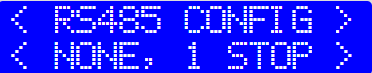 < RS485 CONFIG >
< NONE, 1 STOP >